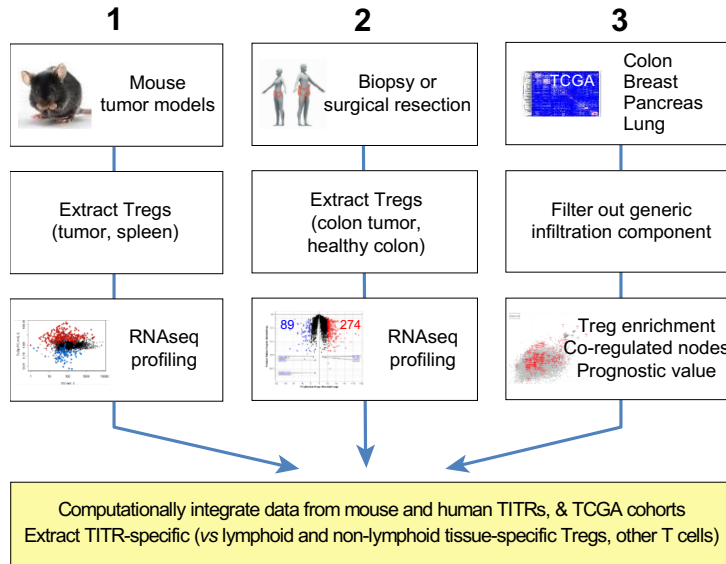 1
2
3
Mouse
tumor models
Biopsy or
surgical resection
TCGA
Colon
Breast
Pancreas
Lung
Extract Tregs
(tumor, spleen)
Extract Tregs
(colon tumor,
healthy colon)
Filter out generic
infiltration component
RNAseq
profiling
89
274
RNAseq
profiling
Treg enrichment
Co-regulated nodes
Prognostic value
Computationally integrate data from mouse and human TITRs, & TCGA cohorts
Extract TITR-specific (vs lymphoid and non-lymphoid tissue-specific Tregs, other T cells)